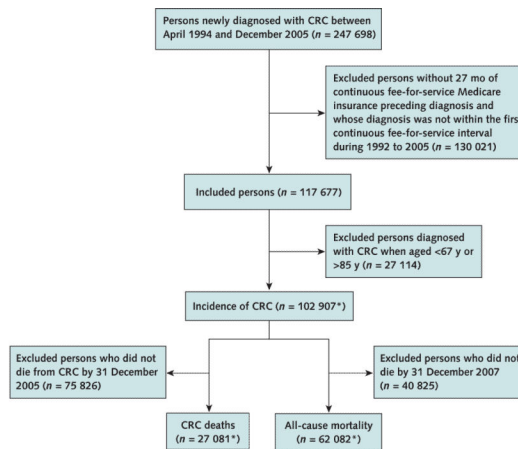 Persons newly diagnosed with CRC between
April 1994 and December 2005 (n = 247 698)
Excluded persons without 27 mo of
continuous fee-for-service Medicare
insurance preceding diagnosis and
whose diagnosis was not within the first
continuous fee-for-service interval
during 1992 to 2005 (n = 130 021)
Included persons (n = 117 677)
Excluded persons diagnosed
with CRC when aged <67 y or
>85 y (n = 27 114)
Incidence of CRC (n = 102 907*)
Excluded persons who did not
die from CRC by 31 December
2005 (n = 75 826)
Excluded persons who did not
die by 31 December 2007
(n = 40 825)
CRC deaths
(n = 27 081*)
All-cause mortality
(n = 62 082*)